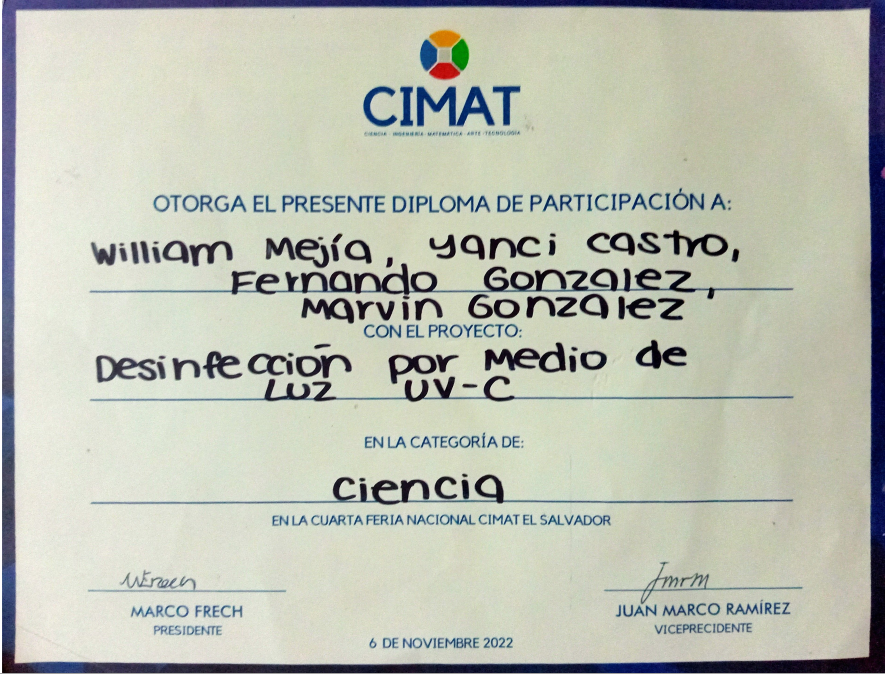 CIMAT
CIENCIA - INGENIERÍA - MATEMÁTICA - ARTE - TECNOLOGÍA
OTORGA EL PRESENTE DIPLOMA DE PARTICIPACIÓN A:
William Mejía, Yanci Castro,
Fernando Gonzalez,
Marvin Gonzalez
CON EL PROYECTO:
Desinfección por Medio de
Luz UV-C
EN LA CATEGORÍA DE:
Ciencia
EN LA CUARTA FERIA NACIONAL CIMAT EL SALVADOR
MARCO FRECH
PRESIDENTE
JUAN MARCO RAMÍREZ
VICEPRECIDENTE
6 DE NOVIEMBRE 2022